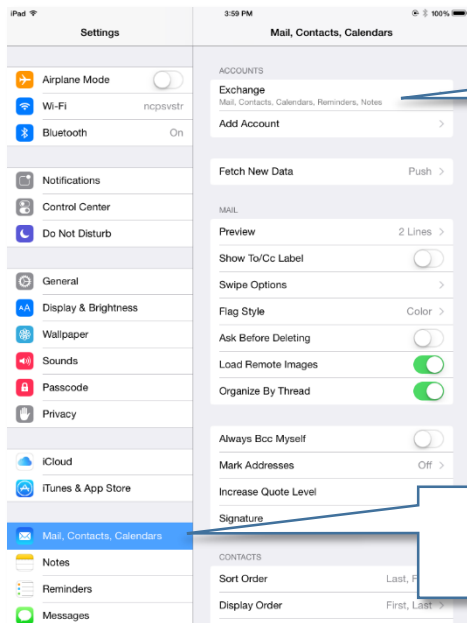 iPad 3:59 PM 100%
Settings
Mail, Contacts, Calendars
Airplane Mode
Wi-Fi ncpsvstr
Bluetooth On
Notifications
Control Center
Do Not Disturb
General
Display & Brightness
Wallpaper
Sounds
Passcode
Privacy
iCloud
iTunes & App Store
Mail, Contacts, Calendars
Notes
Reminders
Messages
ACCOUNTS
Exchange
Mail, Contacts, Calendars, Reminders, Notes
Add Account
Fetch New Data Push
MAIL
Preview 2 Lines
Show To/Cc Label
Swipe Options
Flag Style Color
Ask Before Deleting
Load Remote Images
Organize By Thread
Always Bcc Myself
Mark Addresses Off
Increase Quote Level
Signature
CONTACTS
Sort Order Last,
Display Order First, Last